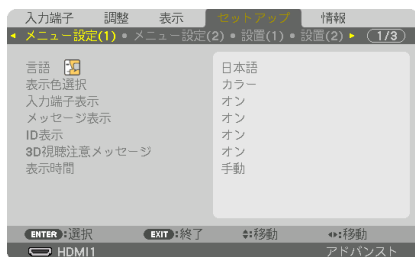 入力端子 調整 表示 セットアップ 情報
◂ メニュー設定(1) • メニュー設定(2) • 設置(1) • 設置(2) ▸ 1/3
言語 日本語
表示色選択 カラー
入力端子表示 オン
メッセージ表示 オン
ID表示 オン
3D視聴注意メッセージ オン
表示時間 手動
ENTER:選択 EXIT:終了 :移動 :移動
HDMI1 アドバンスト